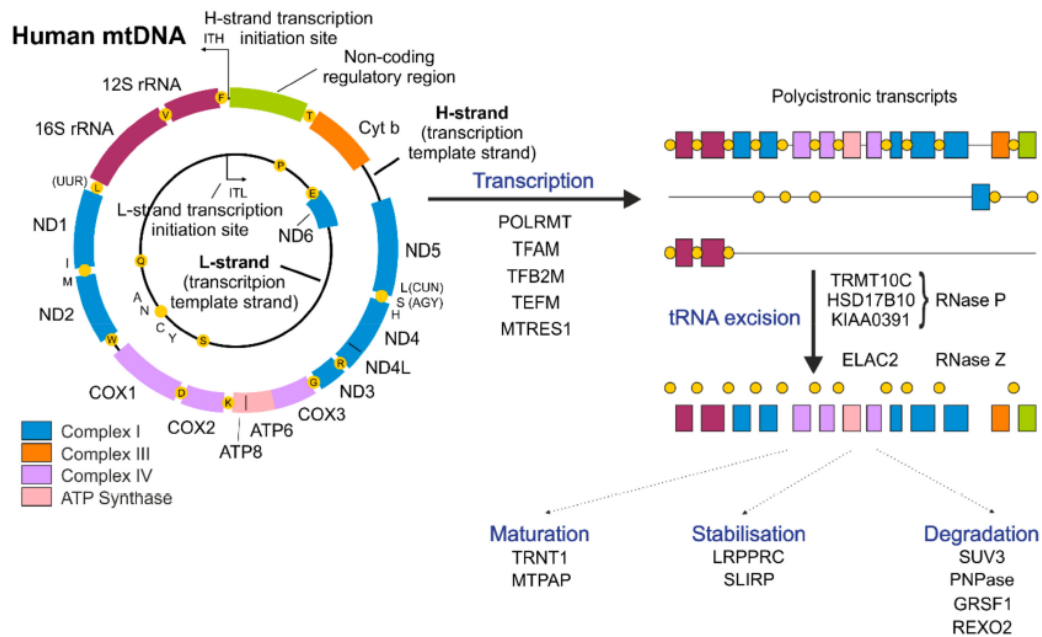 Human mtDNA
H-strand transcription
initiation site
ITH
Non-coding
regulatory region
12S rRNA
F
V
T
16S rRNA
Cyt b
H-strand
(transcription
template strand)
P
E
ITL
L-strand transcription
initiation site
ND6
(UUR)
L
ND1
ND5
Q
L-strand
(transcritpion
template strand)
I
M
L(CUN)
S (AGY)
H
A
N
C
Y
S
ND2
ND4
W
R
ND4L
G
ND3
COX1
D
K
COX3
COX2
ATP6
ATP8
Complex I
Complex III
Complex IV
ATP Synthase
Transcription
POLRMT
TFAM
TFB2M
TEFM
MTRES1
Polycistronic transcripts
tRNA excision
TRMT10C
HSD17B10
KIAA0391
RNase P
ELAC2
RNase Z
Maturation
TRNT1
MTPAP
Stabilisation
LRPPRC
SLIRP
Degradation
SUV3
PNPase
GRSF1
REXO2